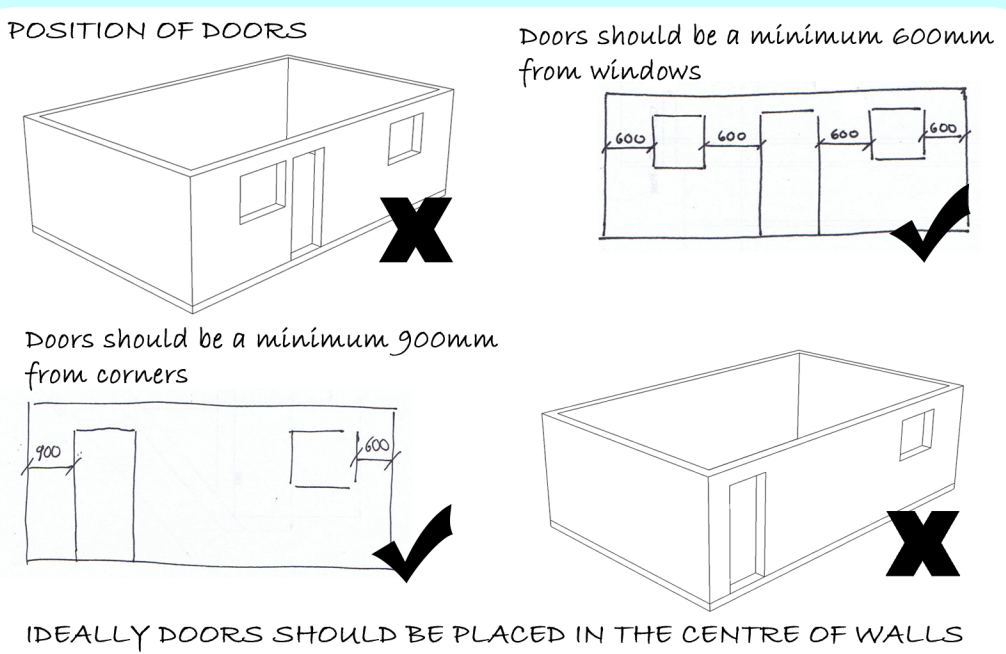 POSITION OF DOORS
Doors should be a minimum 600mm
from windows
600
600
600
600
Doors should be a minimum 900mm
from corners
900
600
IDEALLY DOORS SHOULD BE PLACED IN THE CENTRE OF WALLS